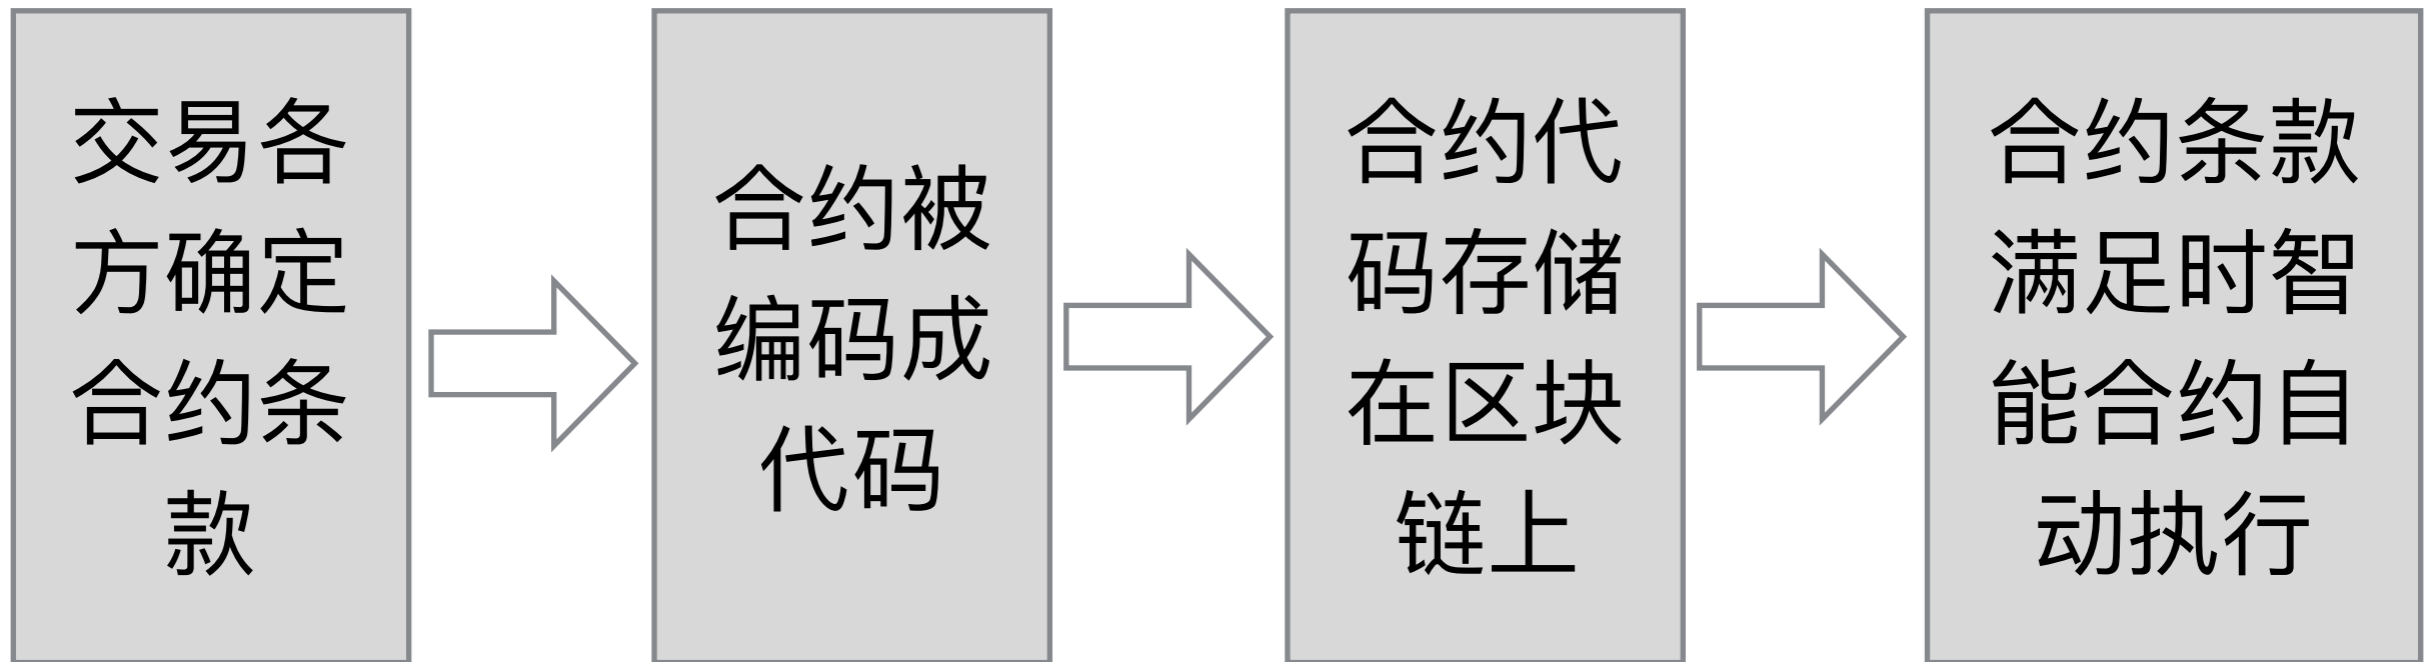 交易各
方确定
合约条
款
合约被
编码成
代码
合约代
码存储
在区块
链上
合约条款
满足时智
能合约自
动执行